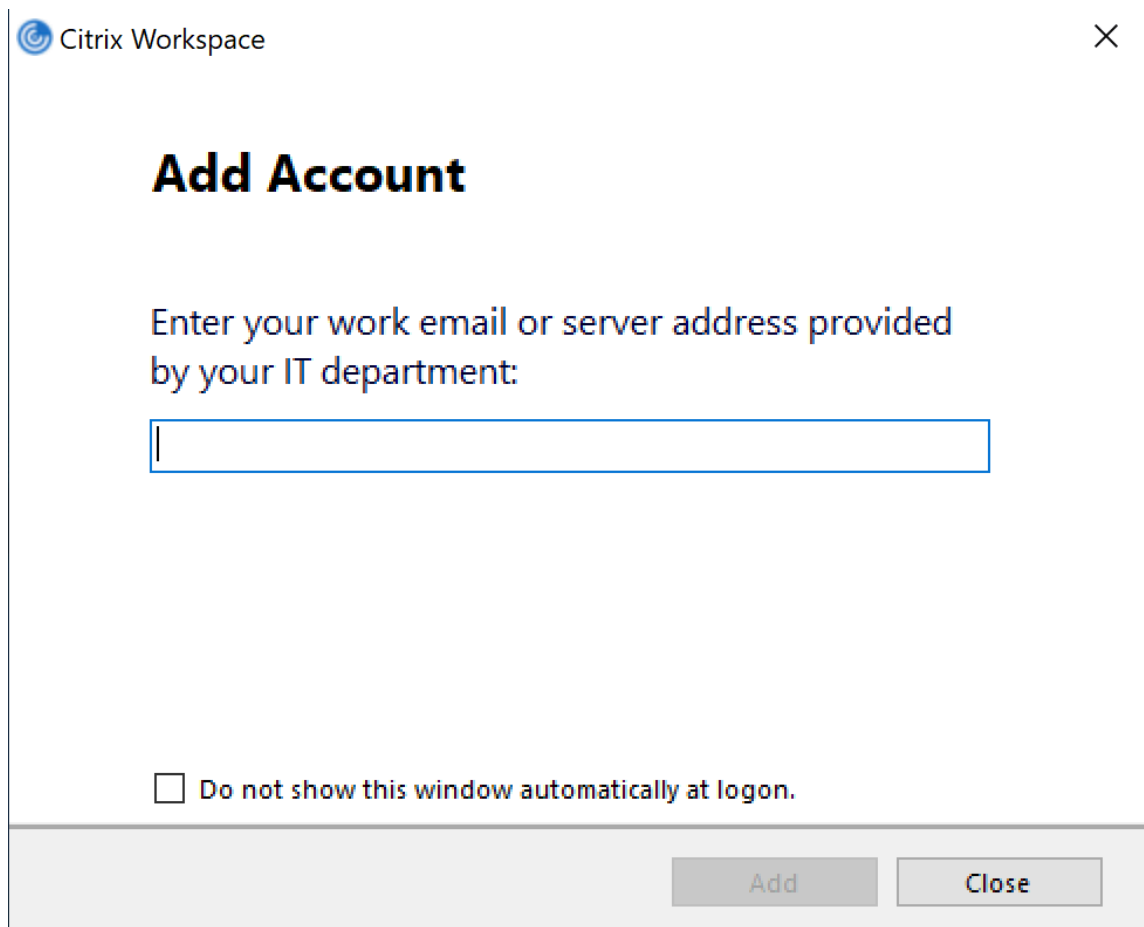 Citrix Workspace
Add Account
Enter your work email or server address provided
by your IT department:
Do not show this window automatically at logon.
Add
Close